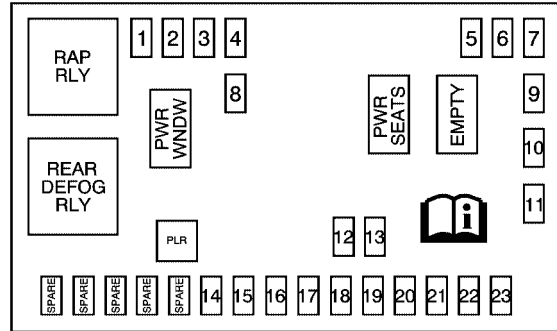 RAP
RLY
1 2 3 4
5 6 7
8
PWR
WNDW
PWR
SEATS
EMPTY
9
10
REAR
DEFOG
RLY
11
i
PLR
12 13
SPARE SPARE SPARE SPARE SPARE 14 15 16 17 18 19 20 21 22 23